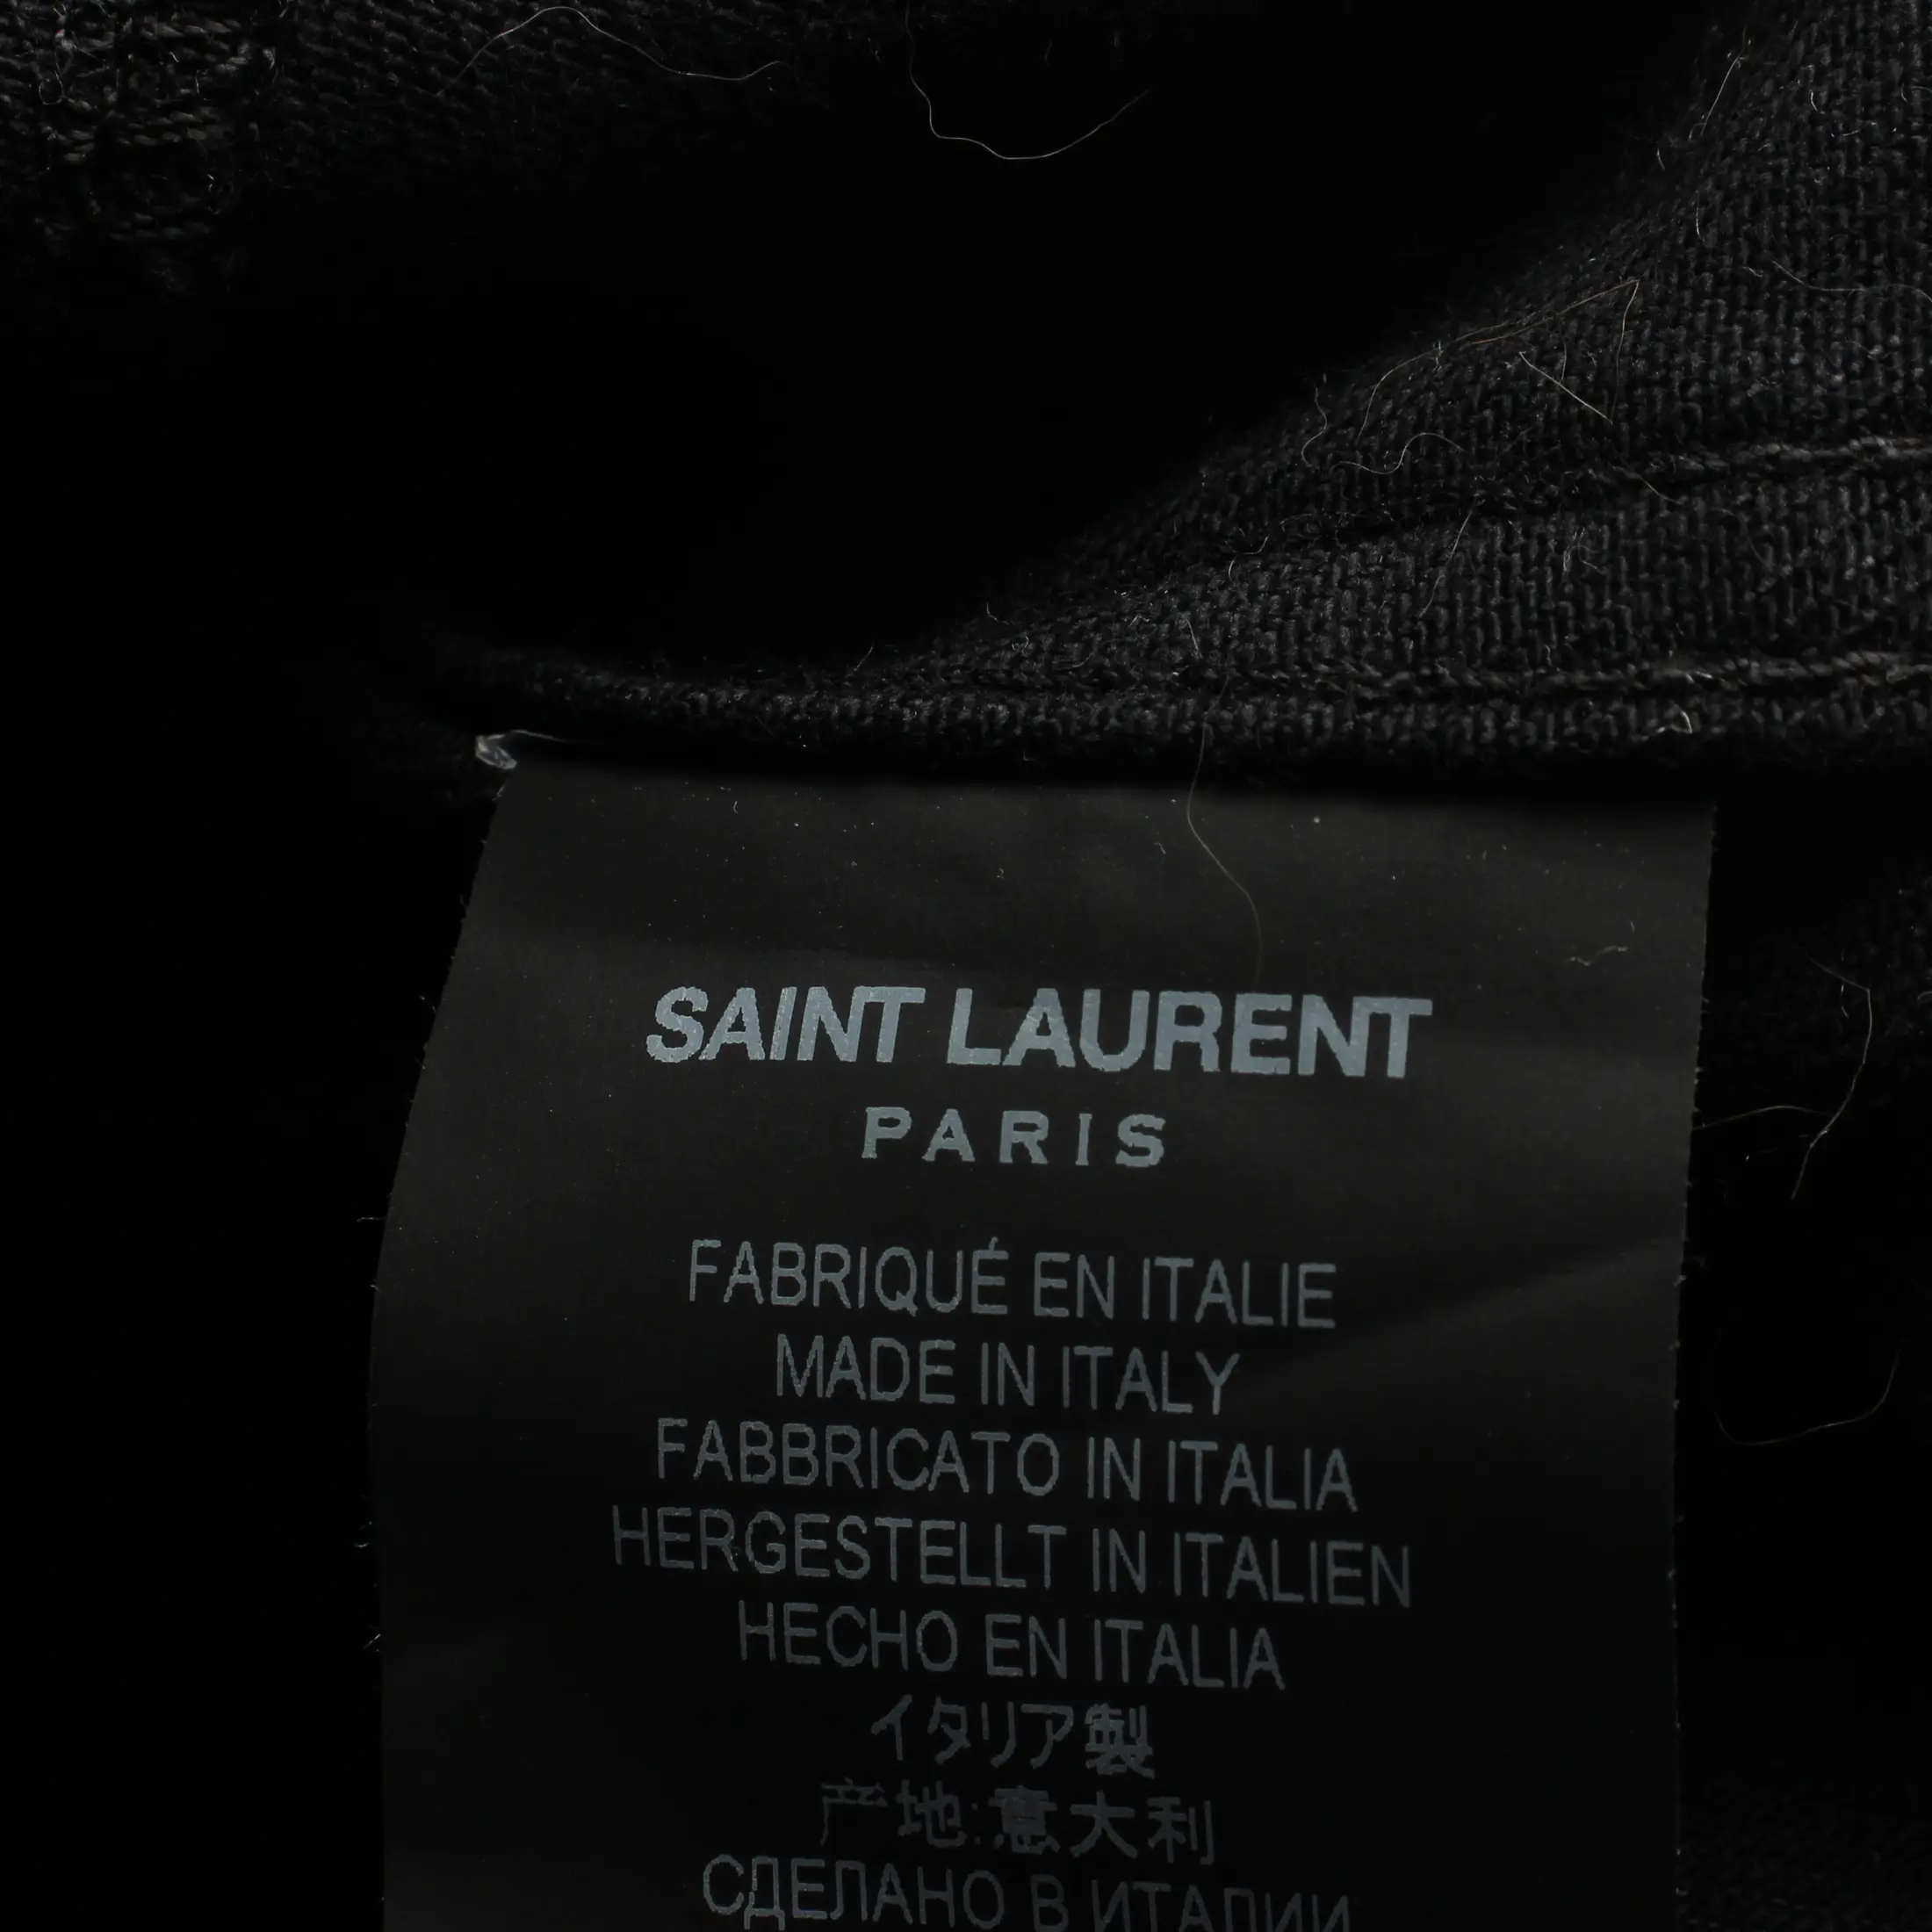 SAINT LAURENT
PARIS
FABRIQUÉ EN ITALIE
MADE IN ITALY
FABBRICATO IN ITALIA
HERGESTELLT IN ITALIEN
HECHO EN ITALIA
イタリア製
产地:意大利
СДЕЛАНО В ИТАЛИИ